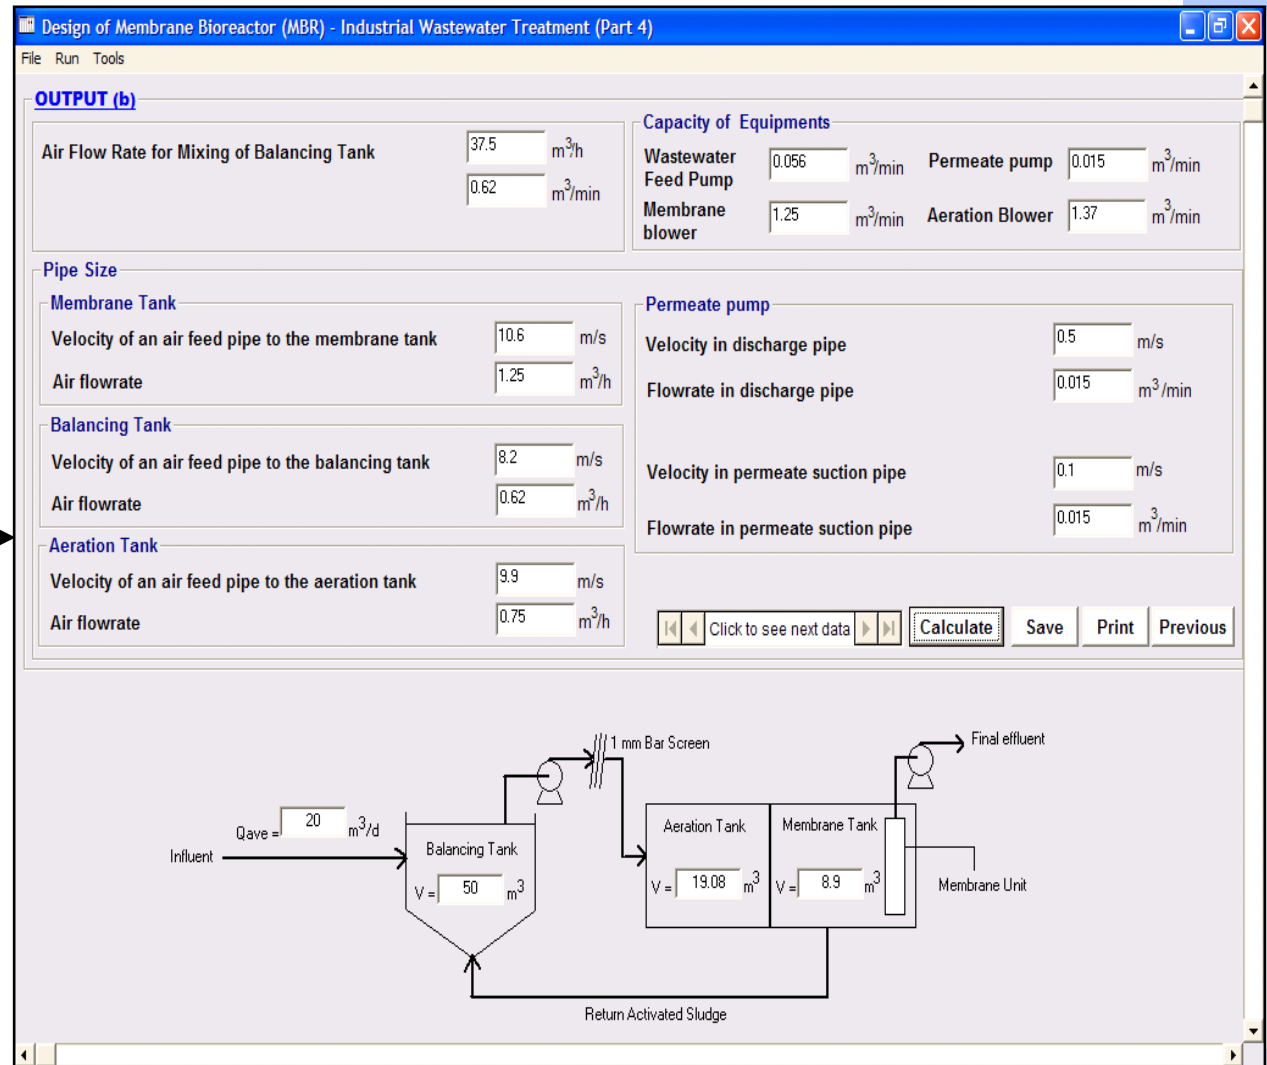 Design of Membrane Bioreactor (MBR) - Industrial Wastewater Treatment (Part 4)
File Run Tools
OUTPUT (b)
Air Flow Rate for Mixing of Balancing Tank 37.5 m³/h
0.62 m³/min
Capacity of Equipments
Wastewater Feed Pump 0.056 m³/min Permeate pump 0.015 m³/min
Membrane blower 1.25 m³/min Aeration Blower 1.37 m³/min
Pipe Size
Membrane Tank
Velocity of an air feed pipe to the membrane tank 10.6 m/s
Air flowrate 1.25 m³/h
Balancing Tank
Velocity of an air feed pipe to the balancing tank 8.2 m/s
Air flowrate 0.62 m³/h
Aeration Tank
Velocity of an air feed pipe to the aeration tank 9.9 m/s
Air flowrate 0.75 m³/h
Permeate pump
Velocity in discharge pipe 0.5 m/s
Flowrate in discharge pipe 0.015 m³/min
Velocity in permeate suction pipe 0.1 m/s
Flowrate in permeate suction pipe 0.015 m³/min
Click to see next data Calculate Save Print Previous
1 mm Bar Screen
Final effluent
Qave = 20 m³/d
Influent
Balancing Tank
V = 50 m³
Aeration Tank
V = 19.08 m³
Membrane Tank
V = 8.9 m³
Membrane Unit
Return Activated Sludge